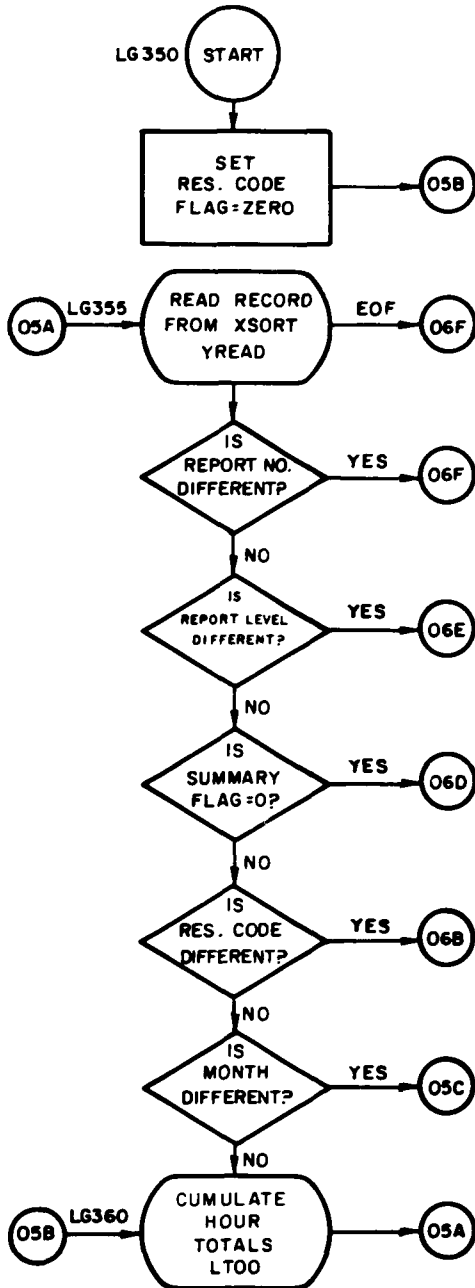 LG350
START
SET
RES. CODE
FLAG=ZERO
05B
05A
LG355
READ RECORD
FROM XSORT
YREAD
EOF
06F
IS
REPORT NO.
DIFFERENT?
YES
06F
NO
IS
REPORT LEVEL
DIFFERENT?
YES
06E
NO
IS
SUMMARY
FLAG=0?
YES
06D
NO
IS
RES. CODE
DIFFERENT?
YES
06B
NO
IS
MONTH
DIFFERENT?
YES
05C
NO
05B
LG360
CUMULATE
HOUR
TOTALS
LT00
05A